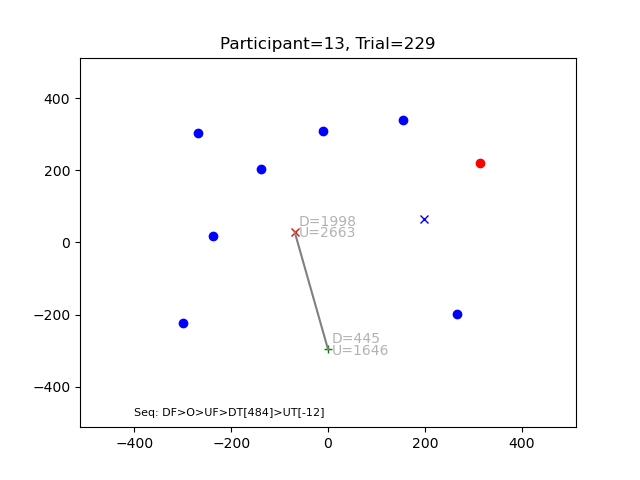 Participant=13, Trial=229
400
200
0
−200
−400
D=1998
U=2663
D=445
U=1646
Seq: DF>O>UF>DT[484]>UT[-12]
−400
−200
0
200
400